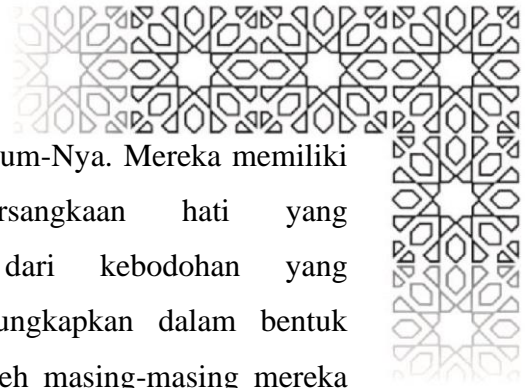 um-Nya. Mereka memiliki
rsangkaan hati yang
dari kebodohan yang
ungkapkan dalam bentuk
eh masing-masing mereka